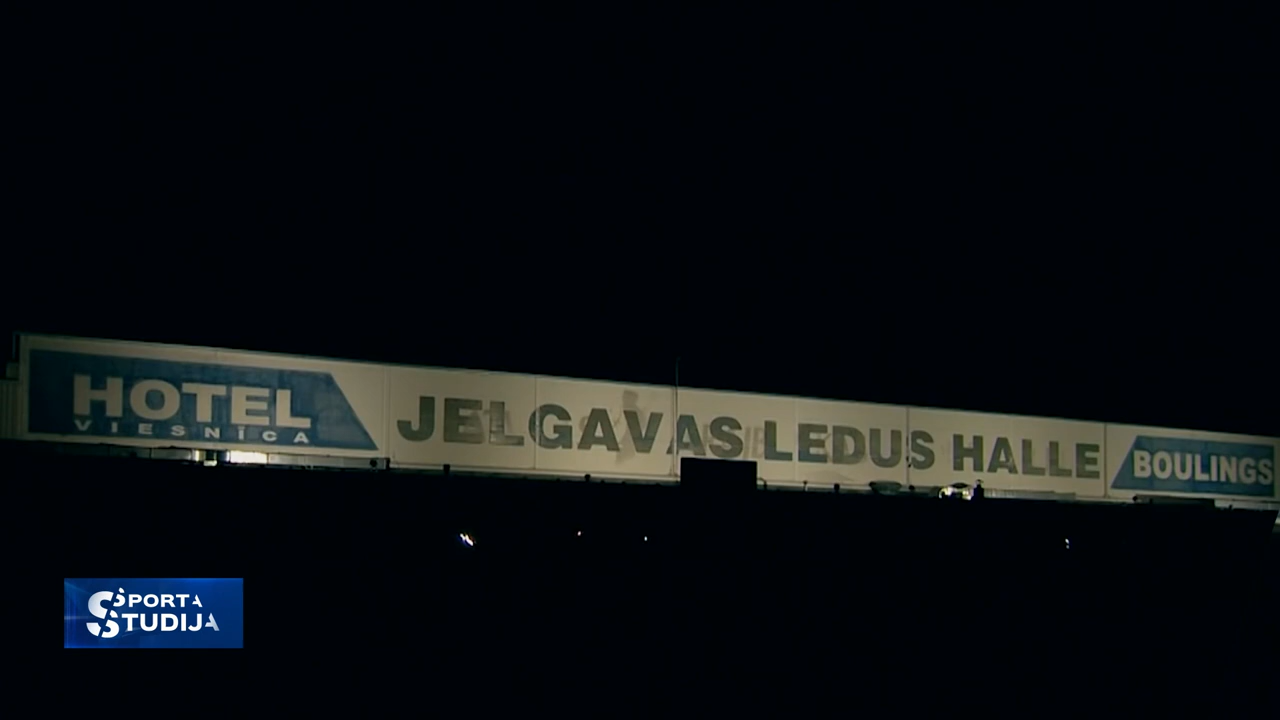 HOTEL
VIESNĪCA
JELGAVAS LEDUS HALLE
BOULINGS
SPORTA
STUDIJA